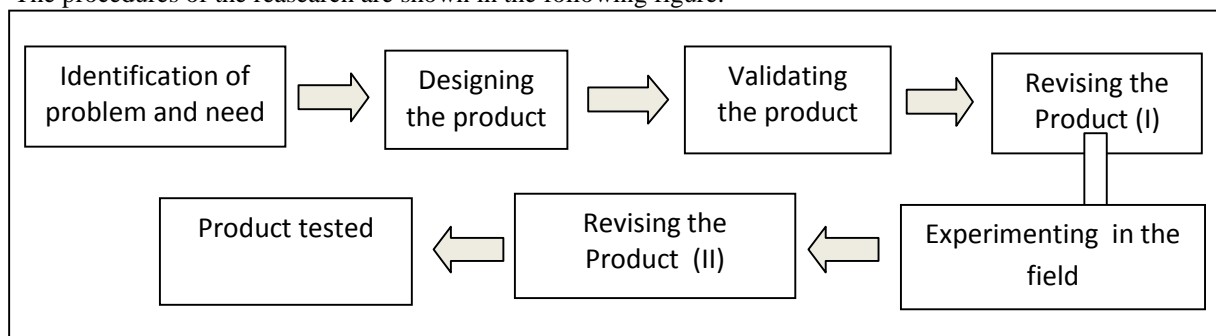 The procedures of the reasearch are shown in the following figure:
Identification of
problem and need
Designing
the product
Validating
the product
Revising the
Product (I)
Experimenting in the
field
Revising the
Product (II)
Product tested